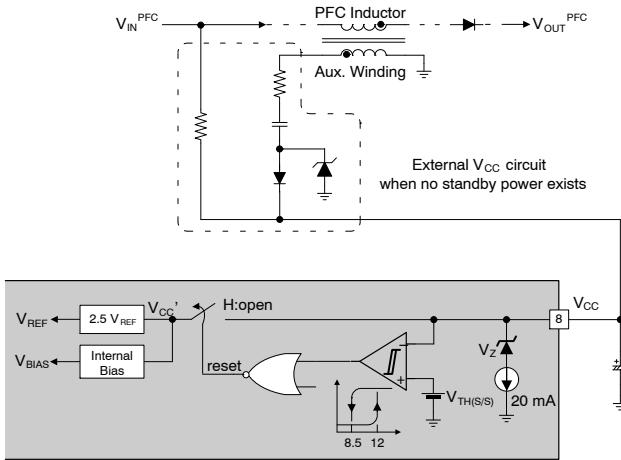 PFC Inductor
V_IN^PFC
V_OUT^PFC
Aux. Winding
External V_CC circuit
when no standby power exists
V_CC
8
H:open
V_CC'
2.5 V_REF
V_REF
Internal
Bias
V_BIAS
reset
V_Z
20 mA
V_TH(S/S)
+
8.5 12